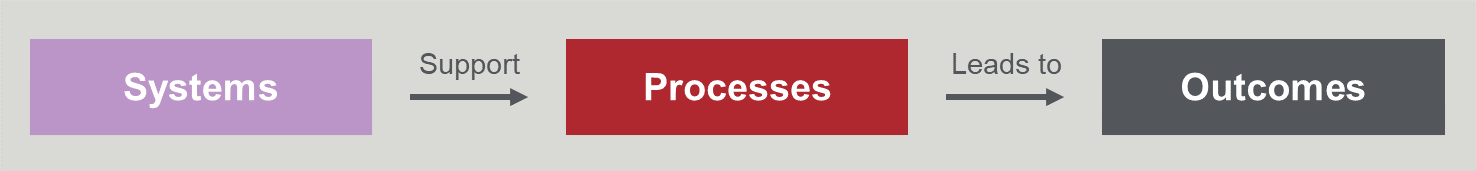 Systems
Support
Processes
Leads to
Outcomes